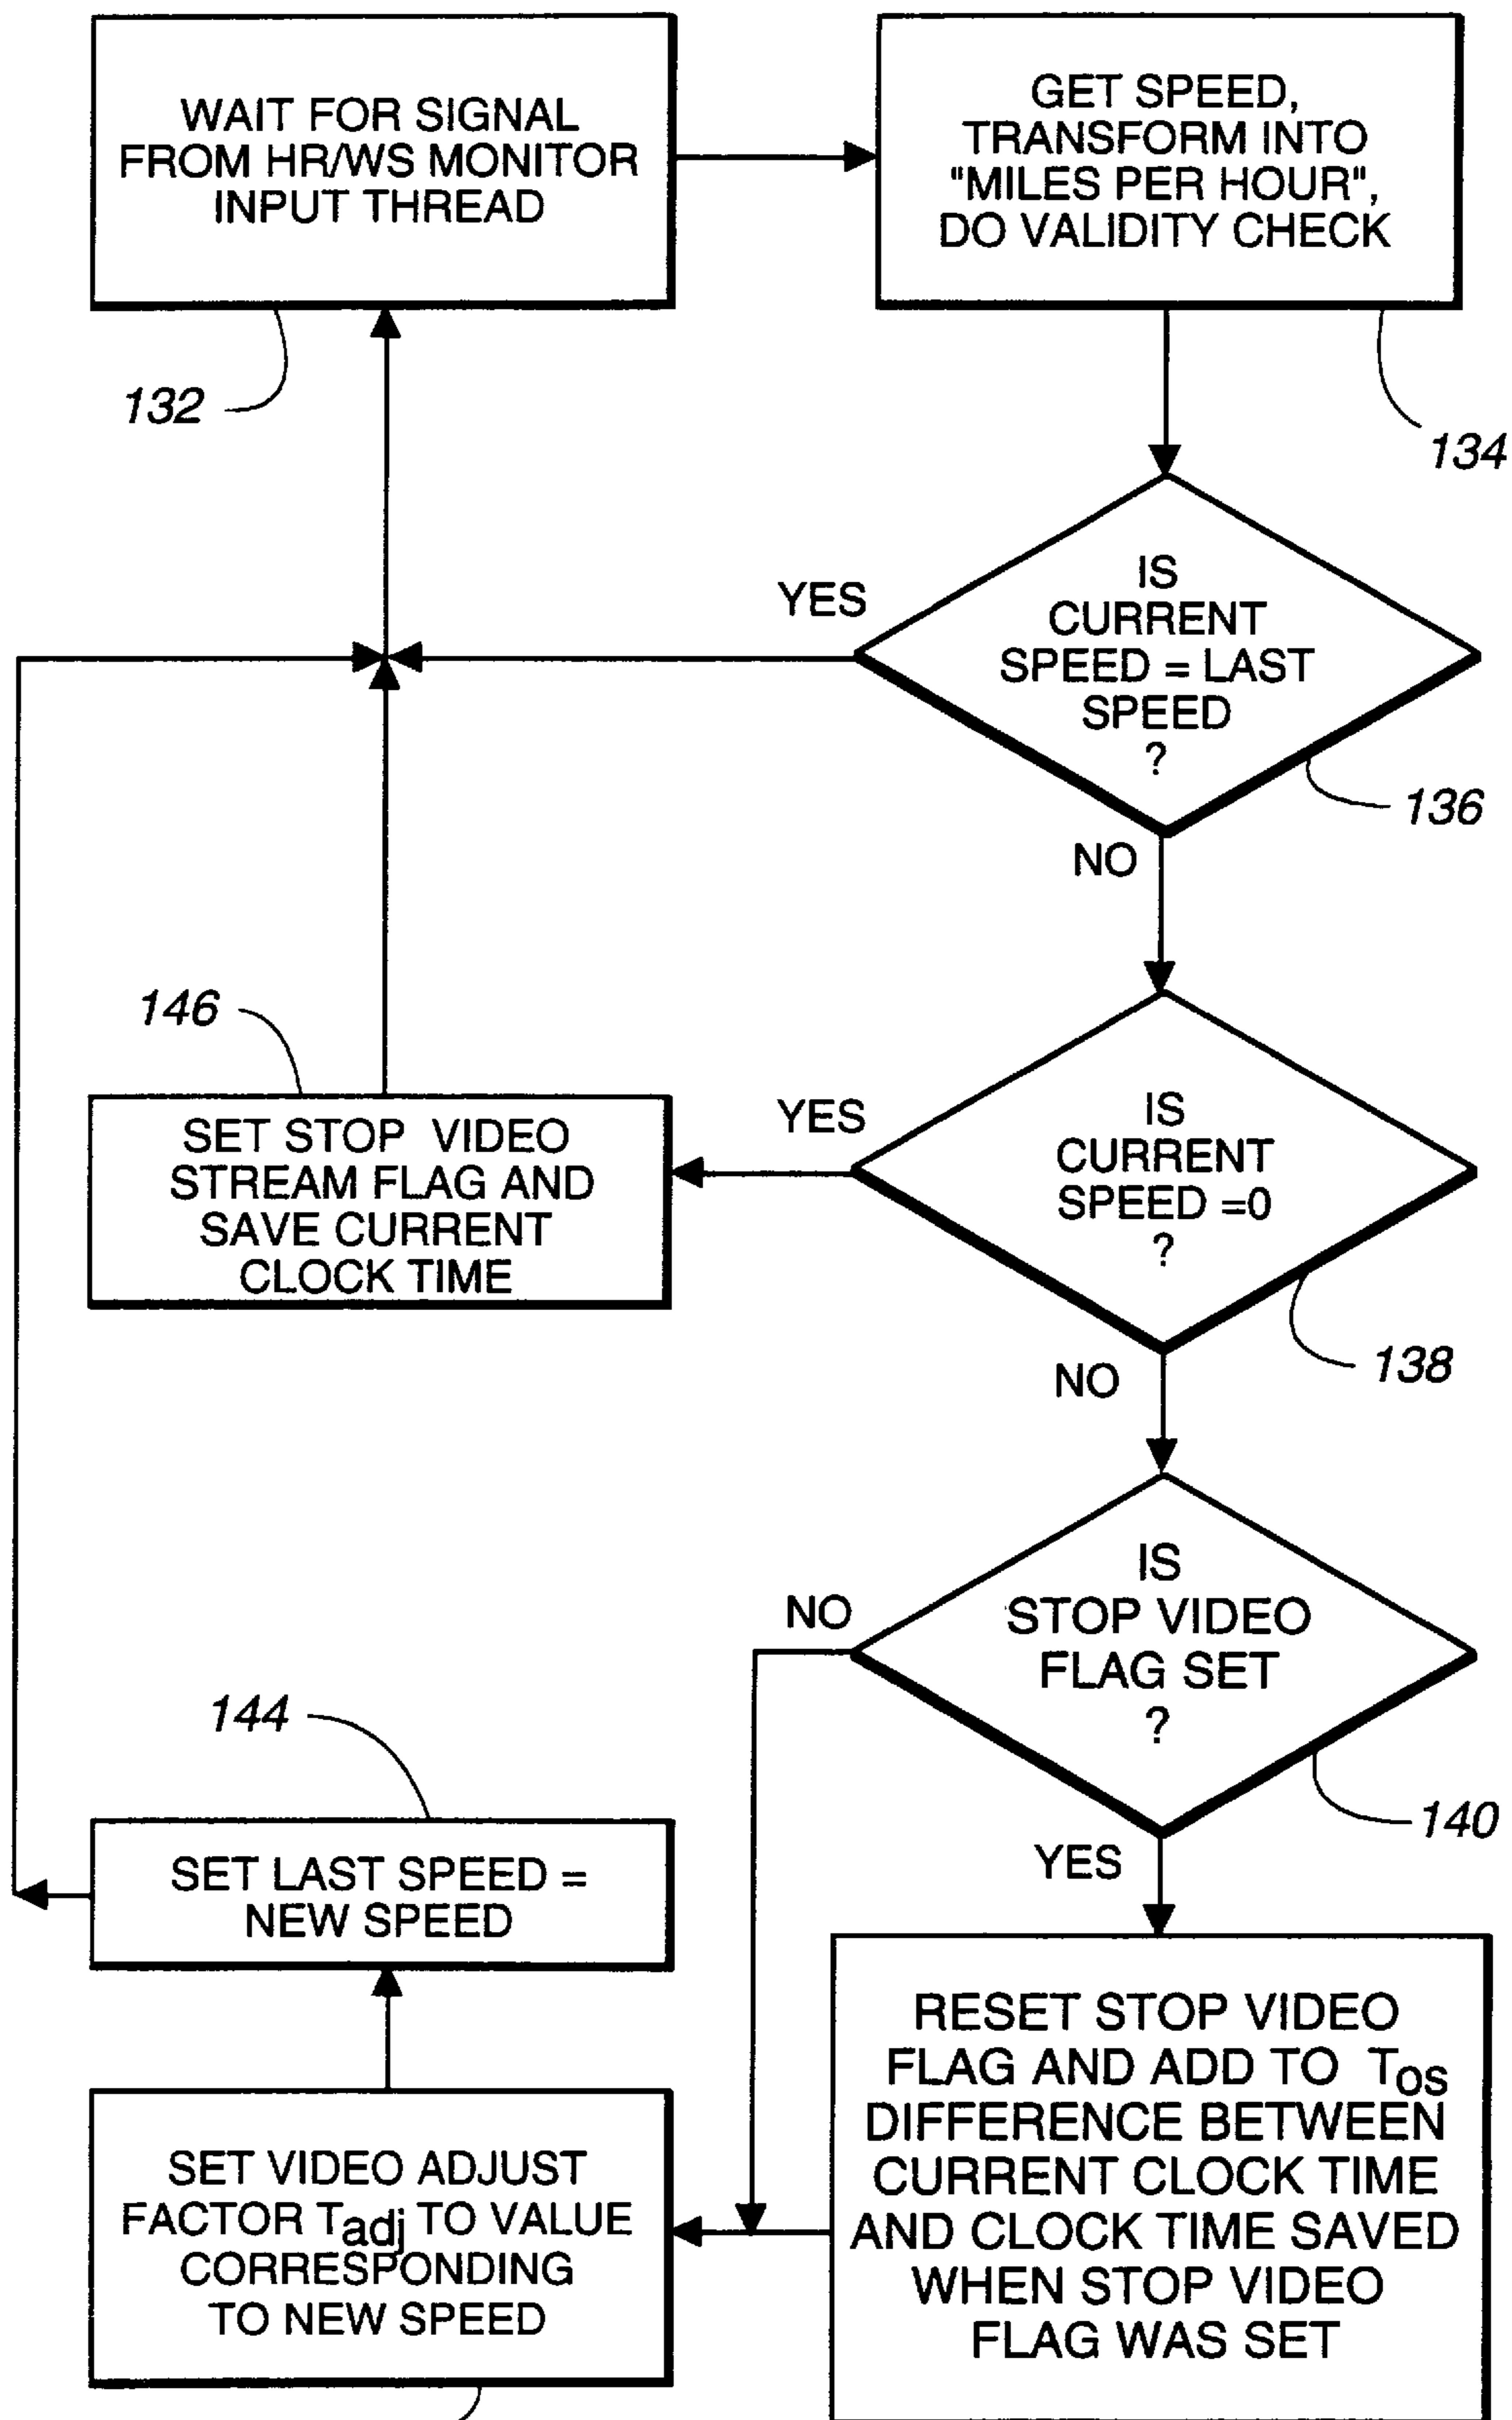 WAIT FOR SIGNAL
FROM HR/WS MONITOR
INPUT THREAD
132
GET SPEED,
TRANSFORM INTO
"MILES PER HOUR",
DO VALIDITY CHECK
134
IS
CURRENT
SPEED = LAST
SPEED
?
YES
136
NO
IS
CURRENT
SPEED =0
?
YES
138
NO
146
SET STOP VIDEO
STREAM FLAG AND
SAVE CURRENT
CLOCK TIME
IS
STOP VIDEO
FLAG SET
?
NO
140
YES
144
SET LAST SPEED =
NEW SPEED
RESET STOP VIDEO
FLAG AND ADD TO Tos
DIFFERENCE BETWEEN
CURRENT CLOCK TIME
AND CLOCK TIME SAVED
WHEN STOP VIDEO
FLAG WAS SET
SET VIDEO ADJUST
FACTOR Tadj TO VALUE
CORRESPONDING
TO NEW SPEED